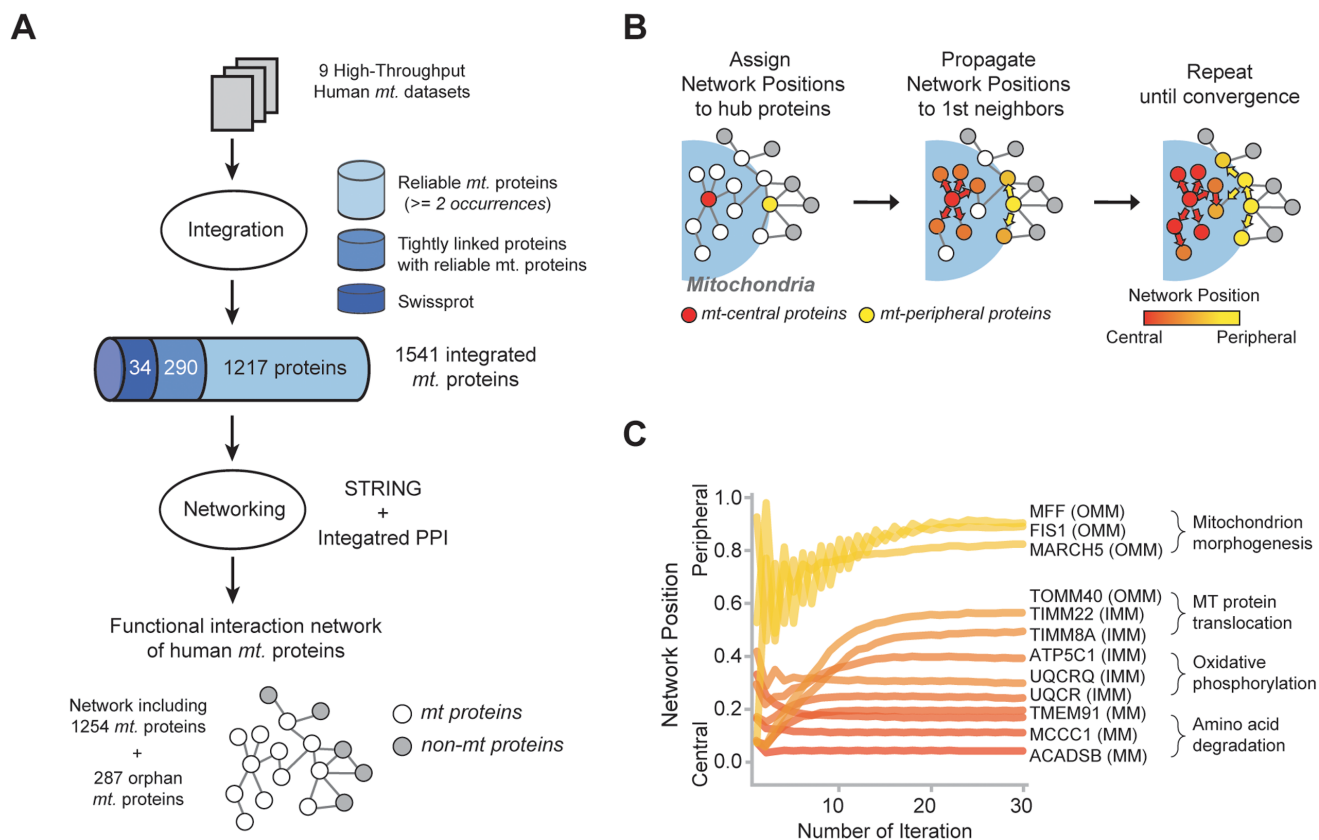 A
9 High-Throughput
Human mt. datasets
Integration
Reliable mt. proteins
(>= 2 occurrences)
Tightly linked proteins
with reliable mt. proteins
Swissprot
34 290 1217 proteins
1541 integrated
mt. proteins
Networking
STRING
+
Integatred PPI
Functional interaction network
of human mt. proteins
Network including
1254 mt. proteins
+
287 orphan
mt. proteins
mt proteins
non-mt proteins
B
Assign
Network Positions
to hub proteins
Propagate
Network Positions
to 1st neighbors
Repeat
until convergence
Mitochondria
mt-central proteins
mt-peripheral proteins
Network Position
Central Peripheral
C
Network Position
Peripheral
Central
1.0
0.8
0.6
0.4
0.2
0.0
10 20 30
Number of Iteration
MFF (OMM)
FIS1 (OMM)
MARCH5 (OMM)
Mitochondrion
morphogenesis
TOMM40 (OMM)
TIMM22 (IMM)
TIMM8A (IMM)
MT protein
translocation
ATP5C1 (IMM)
UQCRQ (IMM)
UQCR (IMM)
Oxidative
phosphorylation
TMEM91 (MM)
MCCC1 (MM)
ACADSB (MM)
Amino acid
degradation